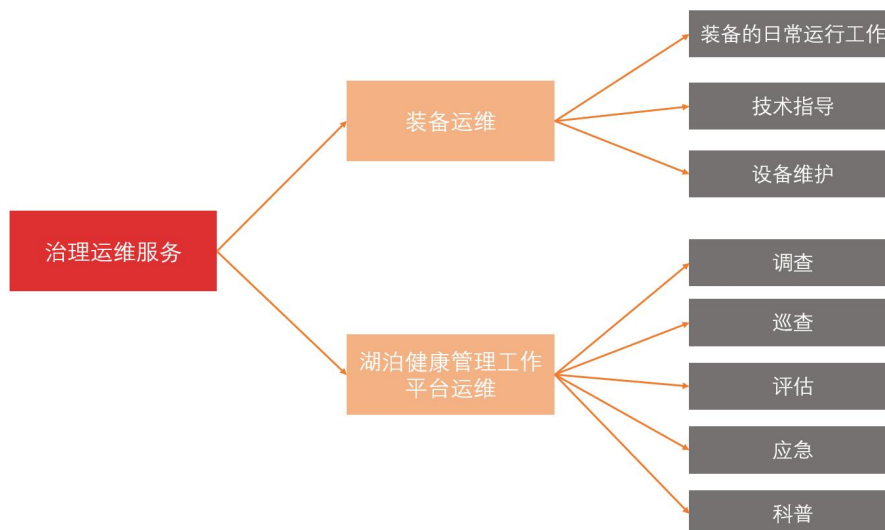 治理运维服务
装备运维
装备的日常运行工作
技术指导
设备维护
湖泊健康管理工作
平台运维
调查
巡查
评估
应急
科普